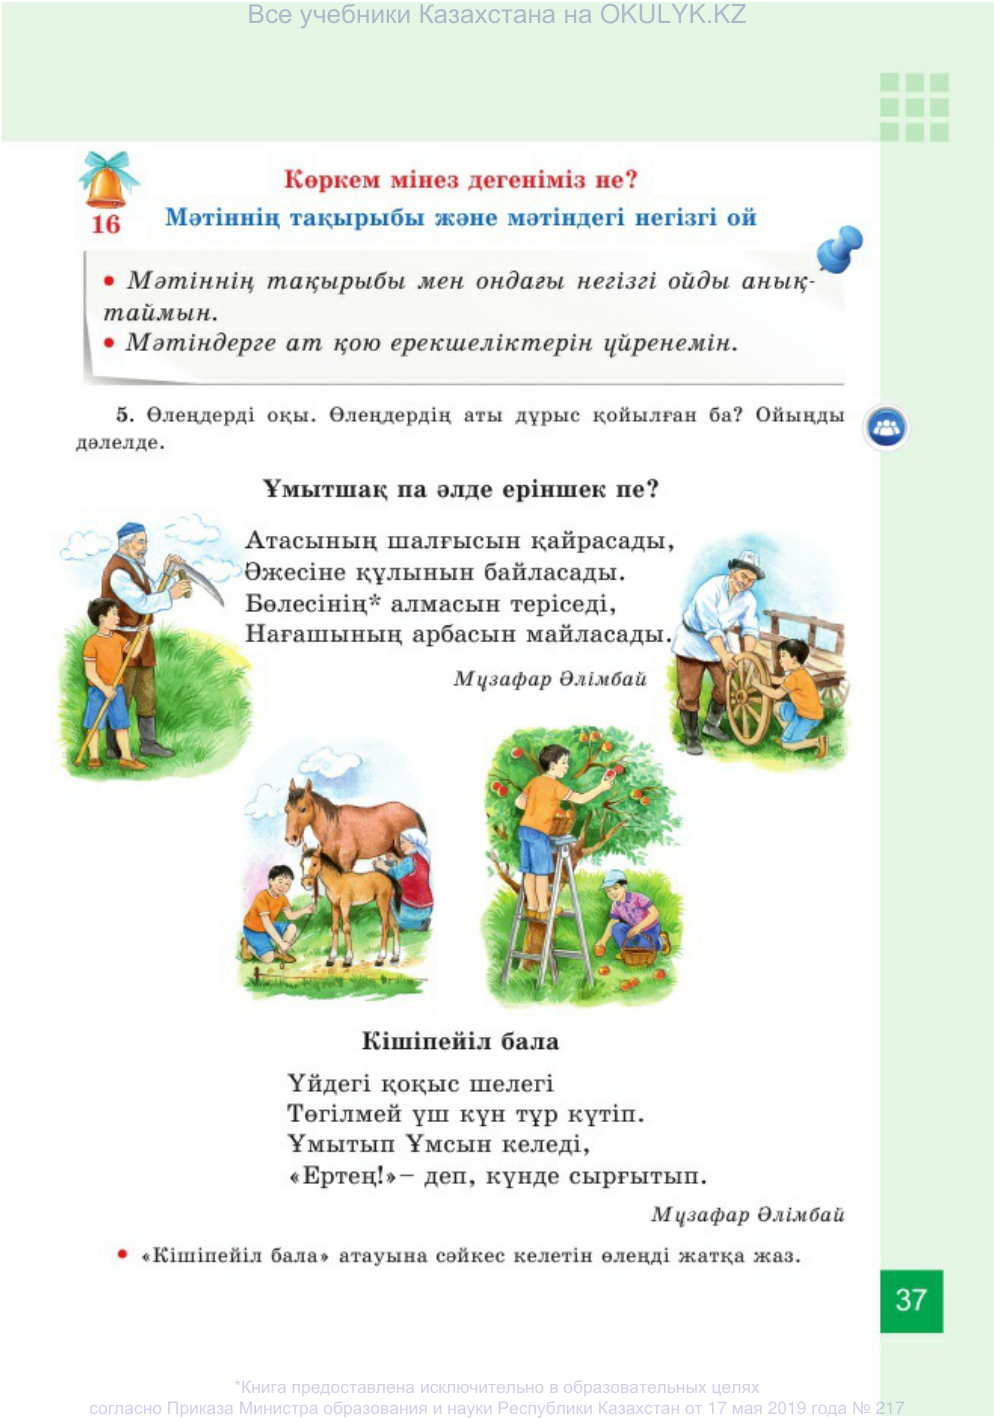 Все учебники Казахстана на OKULYK.KZ
Көркем мінез дегеніміз не?
16
Мәтіннің тақырыбы және мәтіндегі негізгі ой
• Мәтіннің тақырыбы мен ондағы негізгі ойды анық-
таймын.
• Мәтіндерге ат қою ерекшеліктерін үйренемін.
5. Өлеңдерді оқы. Өлеңдердің аты дұрыс қойылған ба? Ойыңды
дәлелде.
Ұмытшақ па әлде еріншек пе?
Атасының шалғысын қайрасады,
Әжесіне құлынын байласады.
Бөлесінің* алмасын теріседі,
Нағашының арбасын майласады.
Мұзафар Әлімбай
Кішіпейіл бала
Үйдегі қоқыс шелегі
Төгілмей үш күн тұр күтіп.
Ұмытып Ұмсын келеді,
«Ертең!»– деп, күнде сырғытып.
Мұзафар Әлімбай
• «Кішіпейіл бала» атауына сәйкес келетін өлеңді жатқа жаз.
37
*Книга предоставлена исключительно в образовательных целях
согласно Приказа Министра образования и науки Республики Казахстан от 17 мая 2019 года № 217